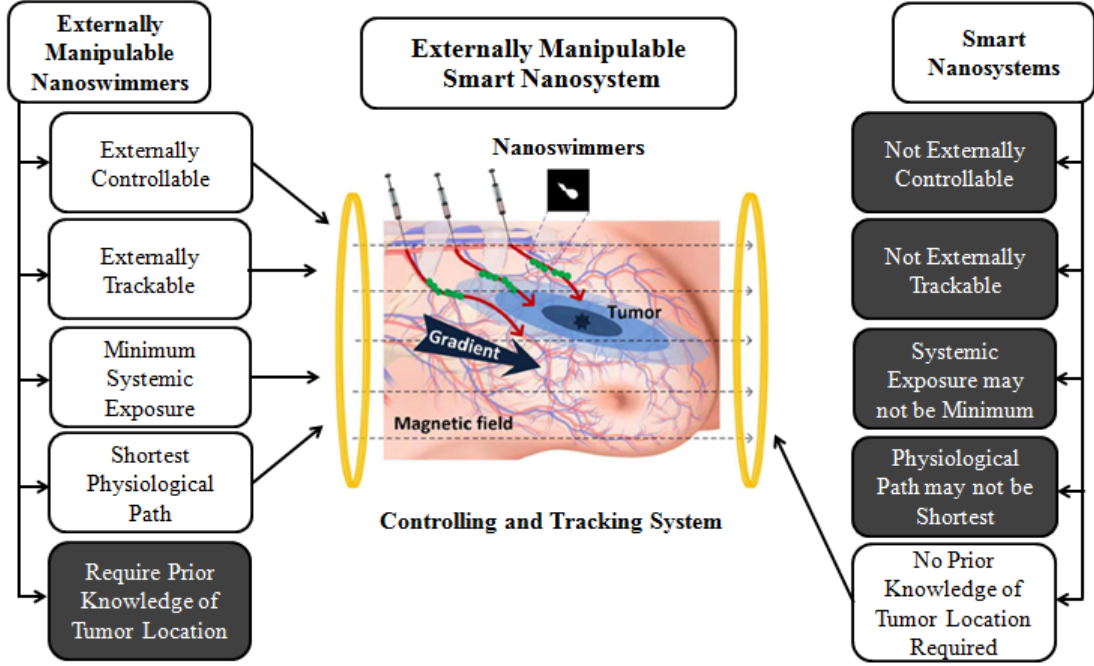 Externally
Manipulable
Nanoswimmers
Externally
Controllable
Externally
Trackable
Minimum
Systemic
Exposure
Shortest
Physiological
Path
Require Prior
Knowledge of
Tumor Location
Externally Manipulable
Smart Nanosystem
Nanoswimmers
Tumor
Gradient
Magnetic field
Controlling and Tracking System
Smart
Nanosystems
Not Externally
Controllable
Not Externally
Trackable
Systemic
Exposure may
not be Minimum
Physiological
Path may not be
Shortest
No Prior
Knowledge of
Tumor Location
Required